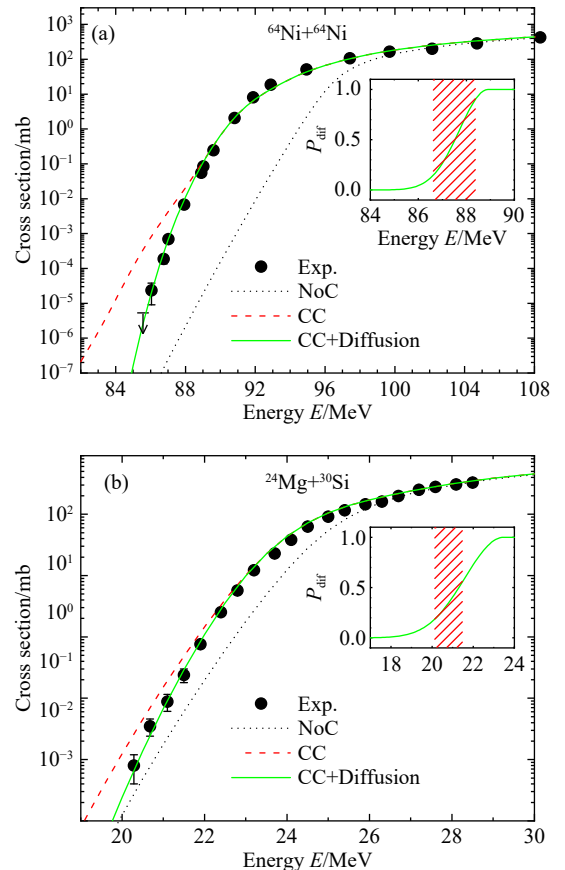 (a)
⁶⁴Ni+⁶⁴Ni
10³
10²
10¹
10⁰
10⁻¹
10⁻²
10⁻³
10⁻⁴
10⁻⁵
10⁻⁶
10⁻⁷
Cross section/mb
1.0
0.5
0.0
P_dif
84 86 88 90
Energy E/MeV
Exp.
NoC
CC
CC+Diffusion
84 88 92 96 100 104 108
Energy E/MeV
(b)
²⁴Mg+³⁰Si
10²
10¹
10⁰
10⁻¹
10⁻²
10⁻³
Cross section/mb
1.0
0.5
0.0
P_dif
18 20 22 24
Exp.
NoC
CC
CC+Diffusion
20 22 24 26 28 30
Energy E/MeV